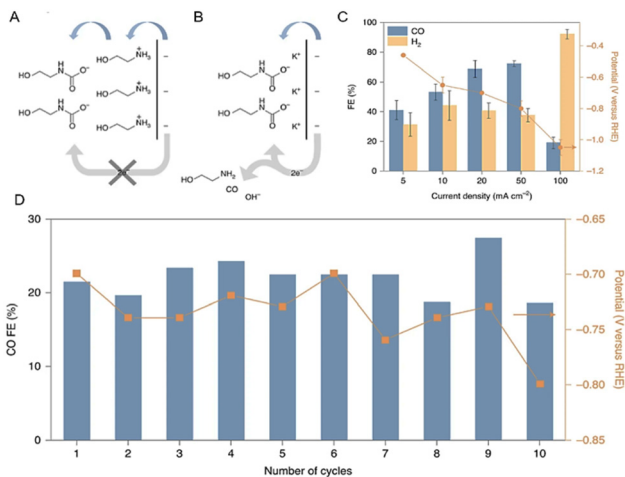 A
HO
N
H
O
O⁻
HO
N
H
O
O⁻
HO
+
NH₃
HO
+
NH₃
HO
+
NH₃
2e⁻
B
K⁺
K⁺
K⁺
HO
N
H
O
O⁻
HO
N
H
O
O⁻
HO
NH₂
CO
OH⁻
2e⁻
C
CO
H₂
FE (%)
100
80
60
40
20
0
5
10
20
50
100
Current density (mA cm⁻²)
−0.4
−0.6
−0.8
−1.0
−1.2
Potential (V versus RHE)
D
CO FE (%)
30
20
10
0
1
2
3
4
5
6
7
8
9
10
Number of cycles
−0.65
−0.70
−0.75
−0.80
−0.85
Potential (V versus RHE)